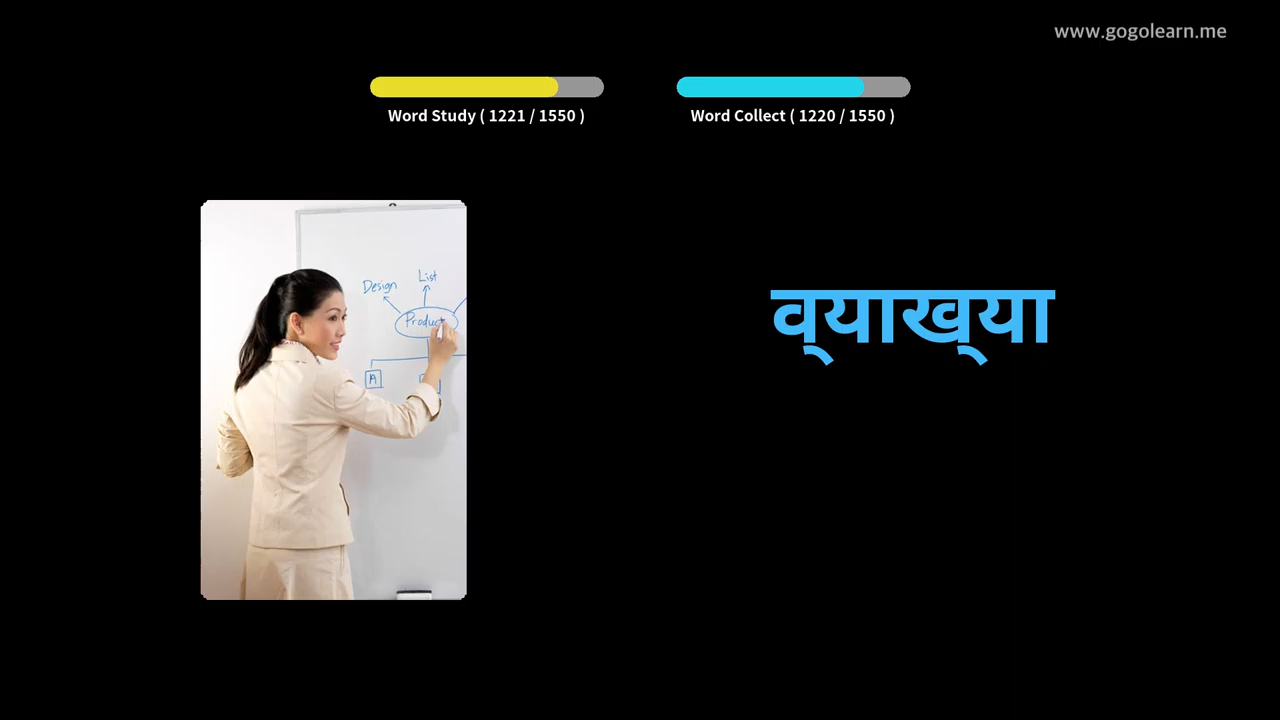 www.gogolearn.me
Word Study ( 1221 / 1550 )
Word Collect ( 1220 / 1550 )
List
Design
Product
A
व्याख्या